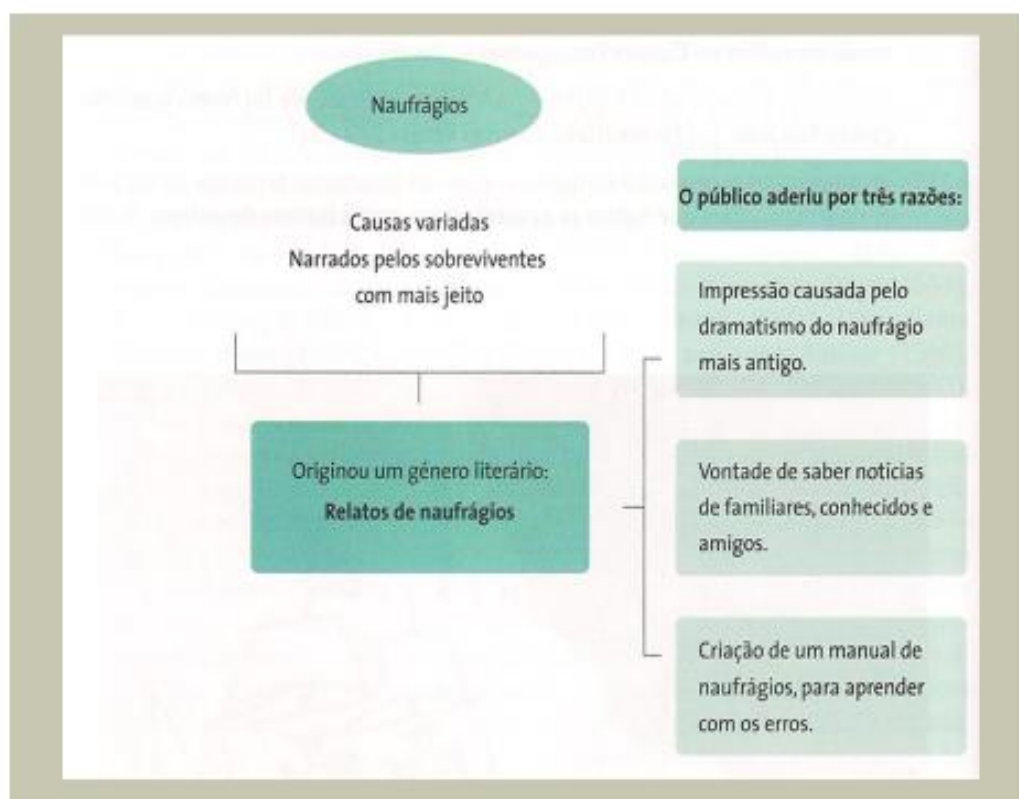 Naufrágios
Causas variadas
Narrados pelos sobreviventes
com mais jeito
Originou um género literário:
Relatos de naufrágios
O público aderiu por três razões:
Impressão causada pelo
dramatismo do naufrágio
mais antigo.
Vontade de saber notícias
de familiares, conhecidos e
amigos.
Criação de um manual de
naufrágios, para aprender
com os erros.